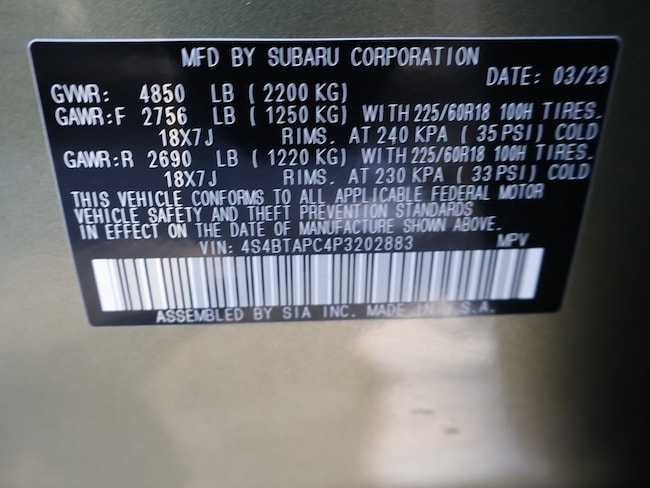 MFD BY SUBARU CORPORATION
DATE: 03/23
GVWR: 4850 LB ( 2200 KG)
GAWR:F 2756 LB ( 1250 KG) WITH 225/60R18 100H TIRES.
18X7J RIMS. AT 240 KPA ( 35 PSI) COLD
GAWR:R 2690 LB ( 1220 KG) WITH 225/60R18 100H TIRES.
18X7J RIMS. AT 230 KPA ( 33 PSI) COLD
THIS VEHICLE CONFORMS TO ALL APPLICABLE FEDERAL MOTOR
VEHICLE SAFETY AND THEFT PREVENTION STANDARDS
IN EFFECT ON THE DATE OF MANUFACTURE SHOWN ABOVE.
VIN: 4S4BTAPC4P3202883 MPV
ASSEMBLED BY SIA INC. MADE IN U.S.A.